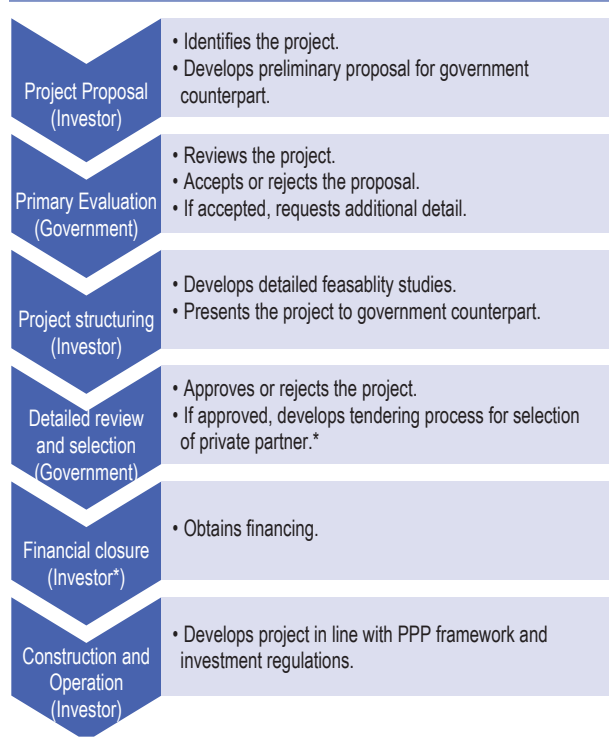 Project Proposal
(Investor)
• Identifies the project.
• Develops preliminary proposal for government
counterpart.
Primary Evaluation
(Government)
• Reviews the project.
• Accepts or rejects the proposal.
• If accepted, requests additional detail.
Project structuring
(Investor)
• Develops detailed feasablity studies.
• Presents the project to government counterpart.
Detailed review
and selection
(Government)
• Approves or rejects the project.
• If approved, develops tendering process for selection
of private partner.*
Financial closure
(Investor*)
• Obtains financing.
Construction and
Operation
(Investor)
• Develops project in line with PPP framework and
investment regulations.